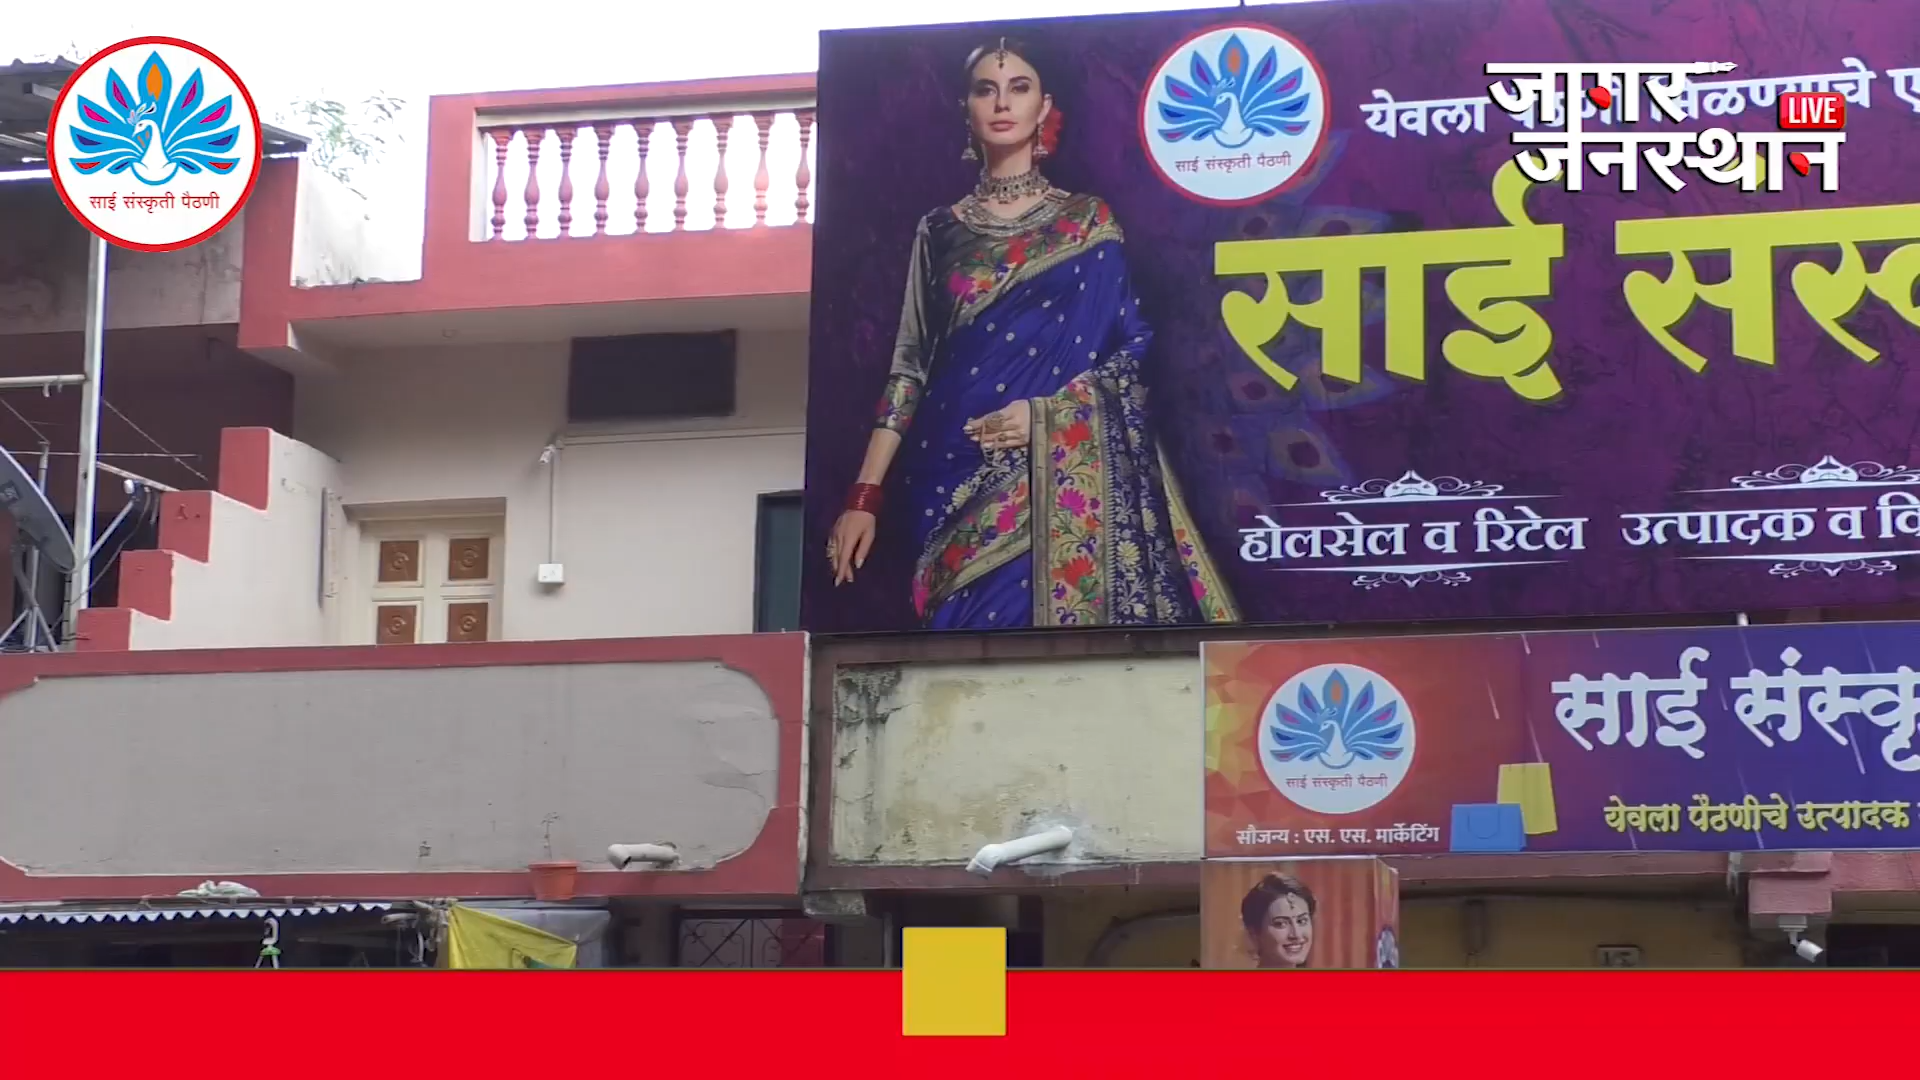 साई संस्कृती पैठणी
साई संस्कृती पैठणी
येवला
जागर
जनस्थान
LIVE
साई
होलसेल व रिटेल
उत्पादक व
साई संस्कृती पैठणी
सौजन्य : एस. एस. मार्केटिंग
साई
येवला पैठणीचे उत्पादक